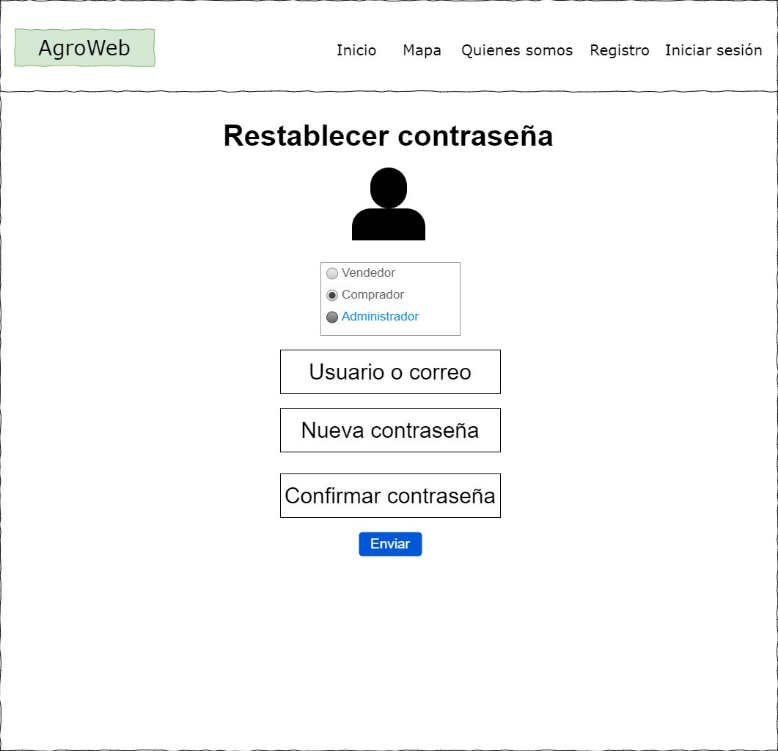 AgroWeb
Inicio Mapa Quienes somos Registro Iniciar sesión
Restablecer contraseña
Vendedor
Comprador
Administrador
Usuario o correo
Nueva contraseña
Confirmar contraseña
Enviar